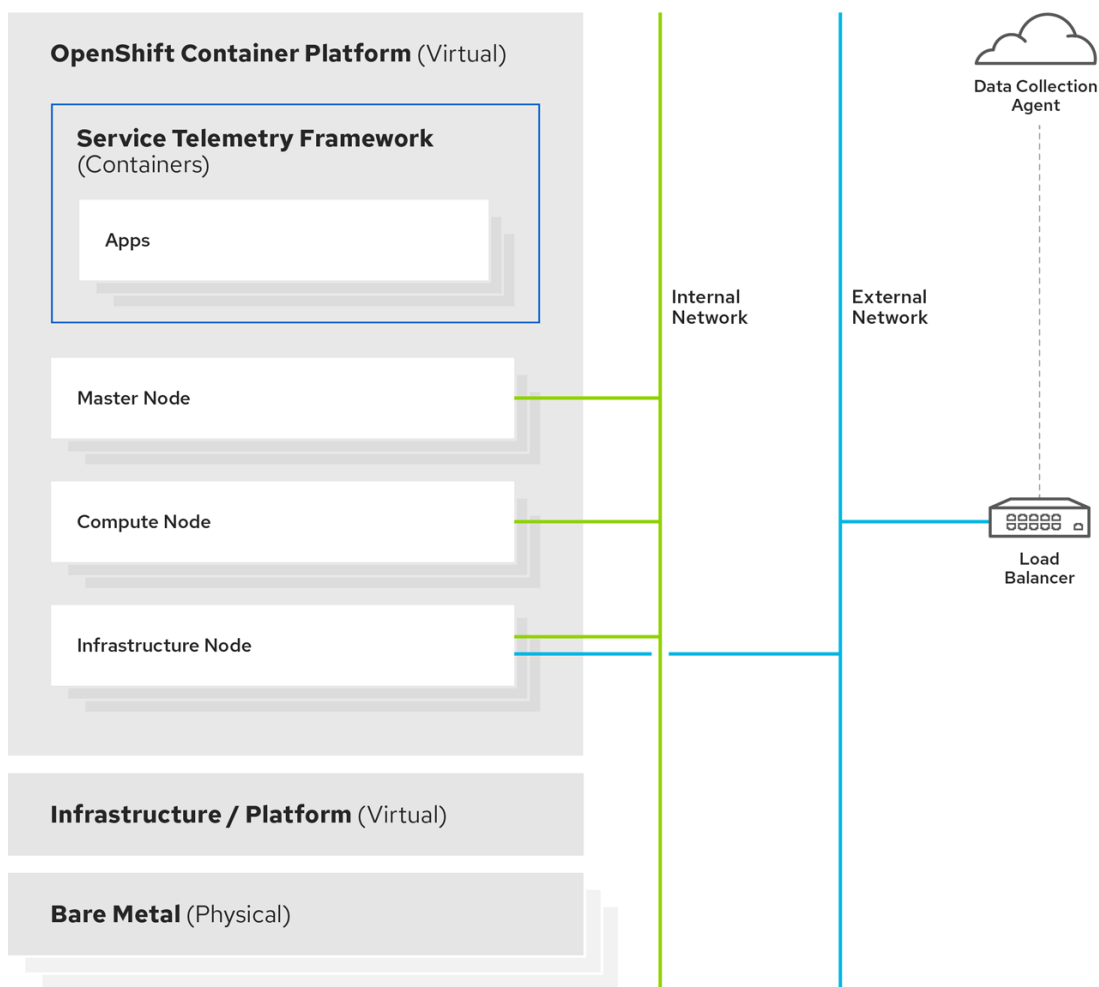 OpenShift Container Platform (Virtual)
Service Telemetry Framework
(Containers)
Apps
Master Node
Compute Node
Infrastructure Node
Infrastructure / Platform (Virtual)
Bare Metal (Physical)
Internal
Network
External
Network
Data Collection
Agent
Load
Balancer